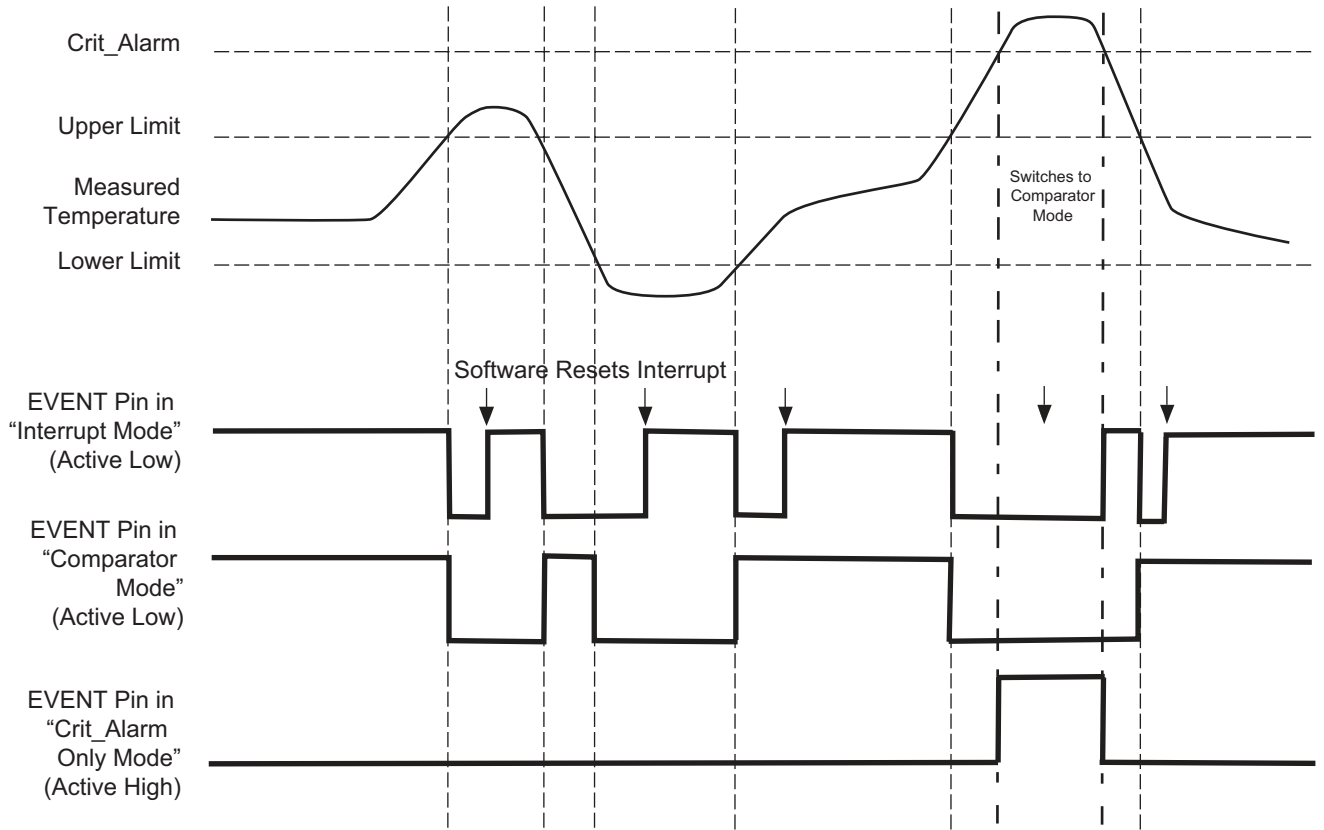 Crit_Alarm
Upper Limit
Measured
Temperature
Lower Limit
Switches to
Comparator
Mode
Software Resets Interrupt
EVENT Pin in
“Interrupt Mode”
(Active Low)
EVENT Pin in
“Comparator
Mode”
(Active Low)
EVENT Pin in
“Crit_Alarm
Only Mode”
(Active High)